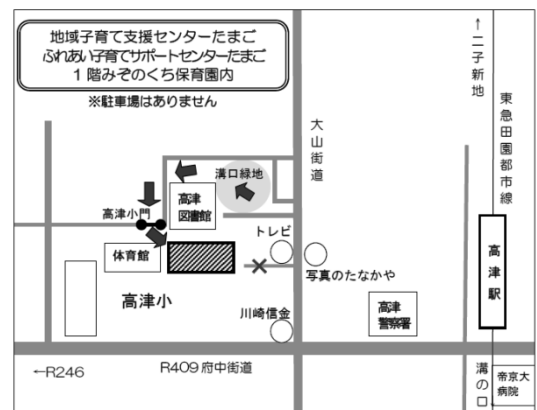 地域子育て支援センターたまご
ふれあい子育てサポートセンターたまご
1階みぞのくち保育園内
※駐車場はありません
↑二子新地
東急田園都市線
大山街道
溝口緑地
高津
図書館
高津小門
トレビ
体育館
写真のたなかや
高津駅
高津小
川崎信金
高津
警察署
←R246
R409 府中街道
溝の口
帝京大
病院